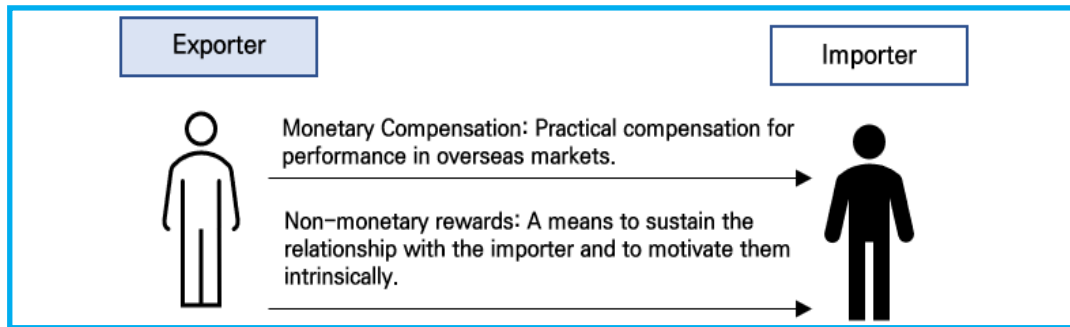 Exporter
Importer
Monetary Compensation: Practical compensation for
performance in overseas markets.
Non-monetary rewards: A means to sustain the
relationship with the importer and to motivate them
intrinsically.